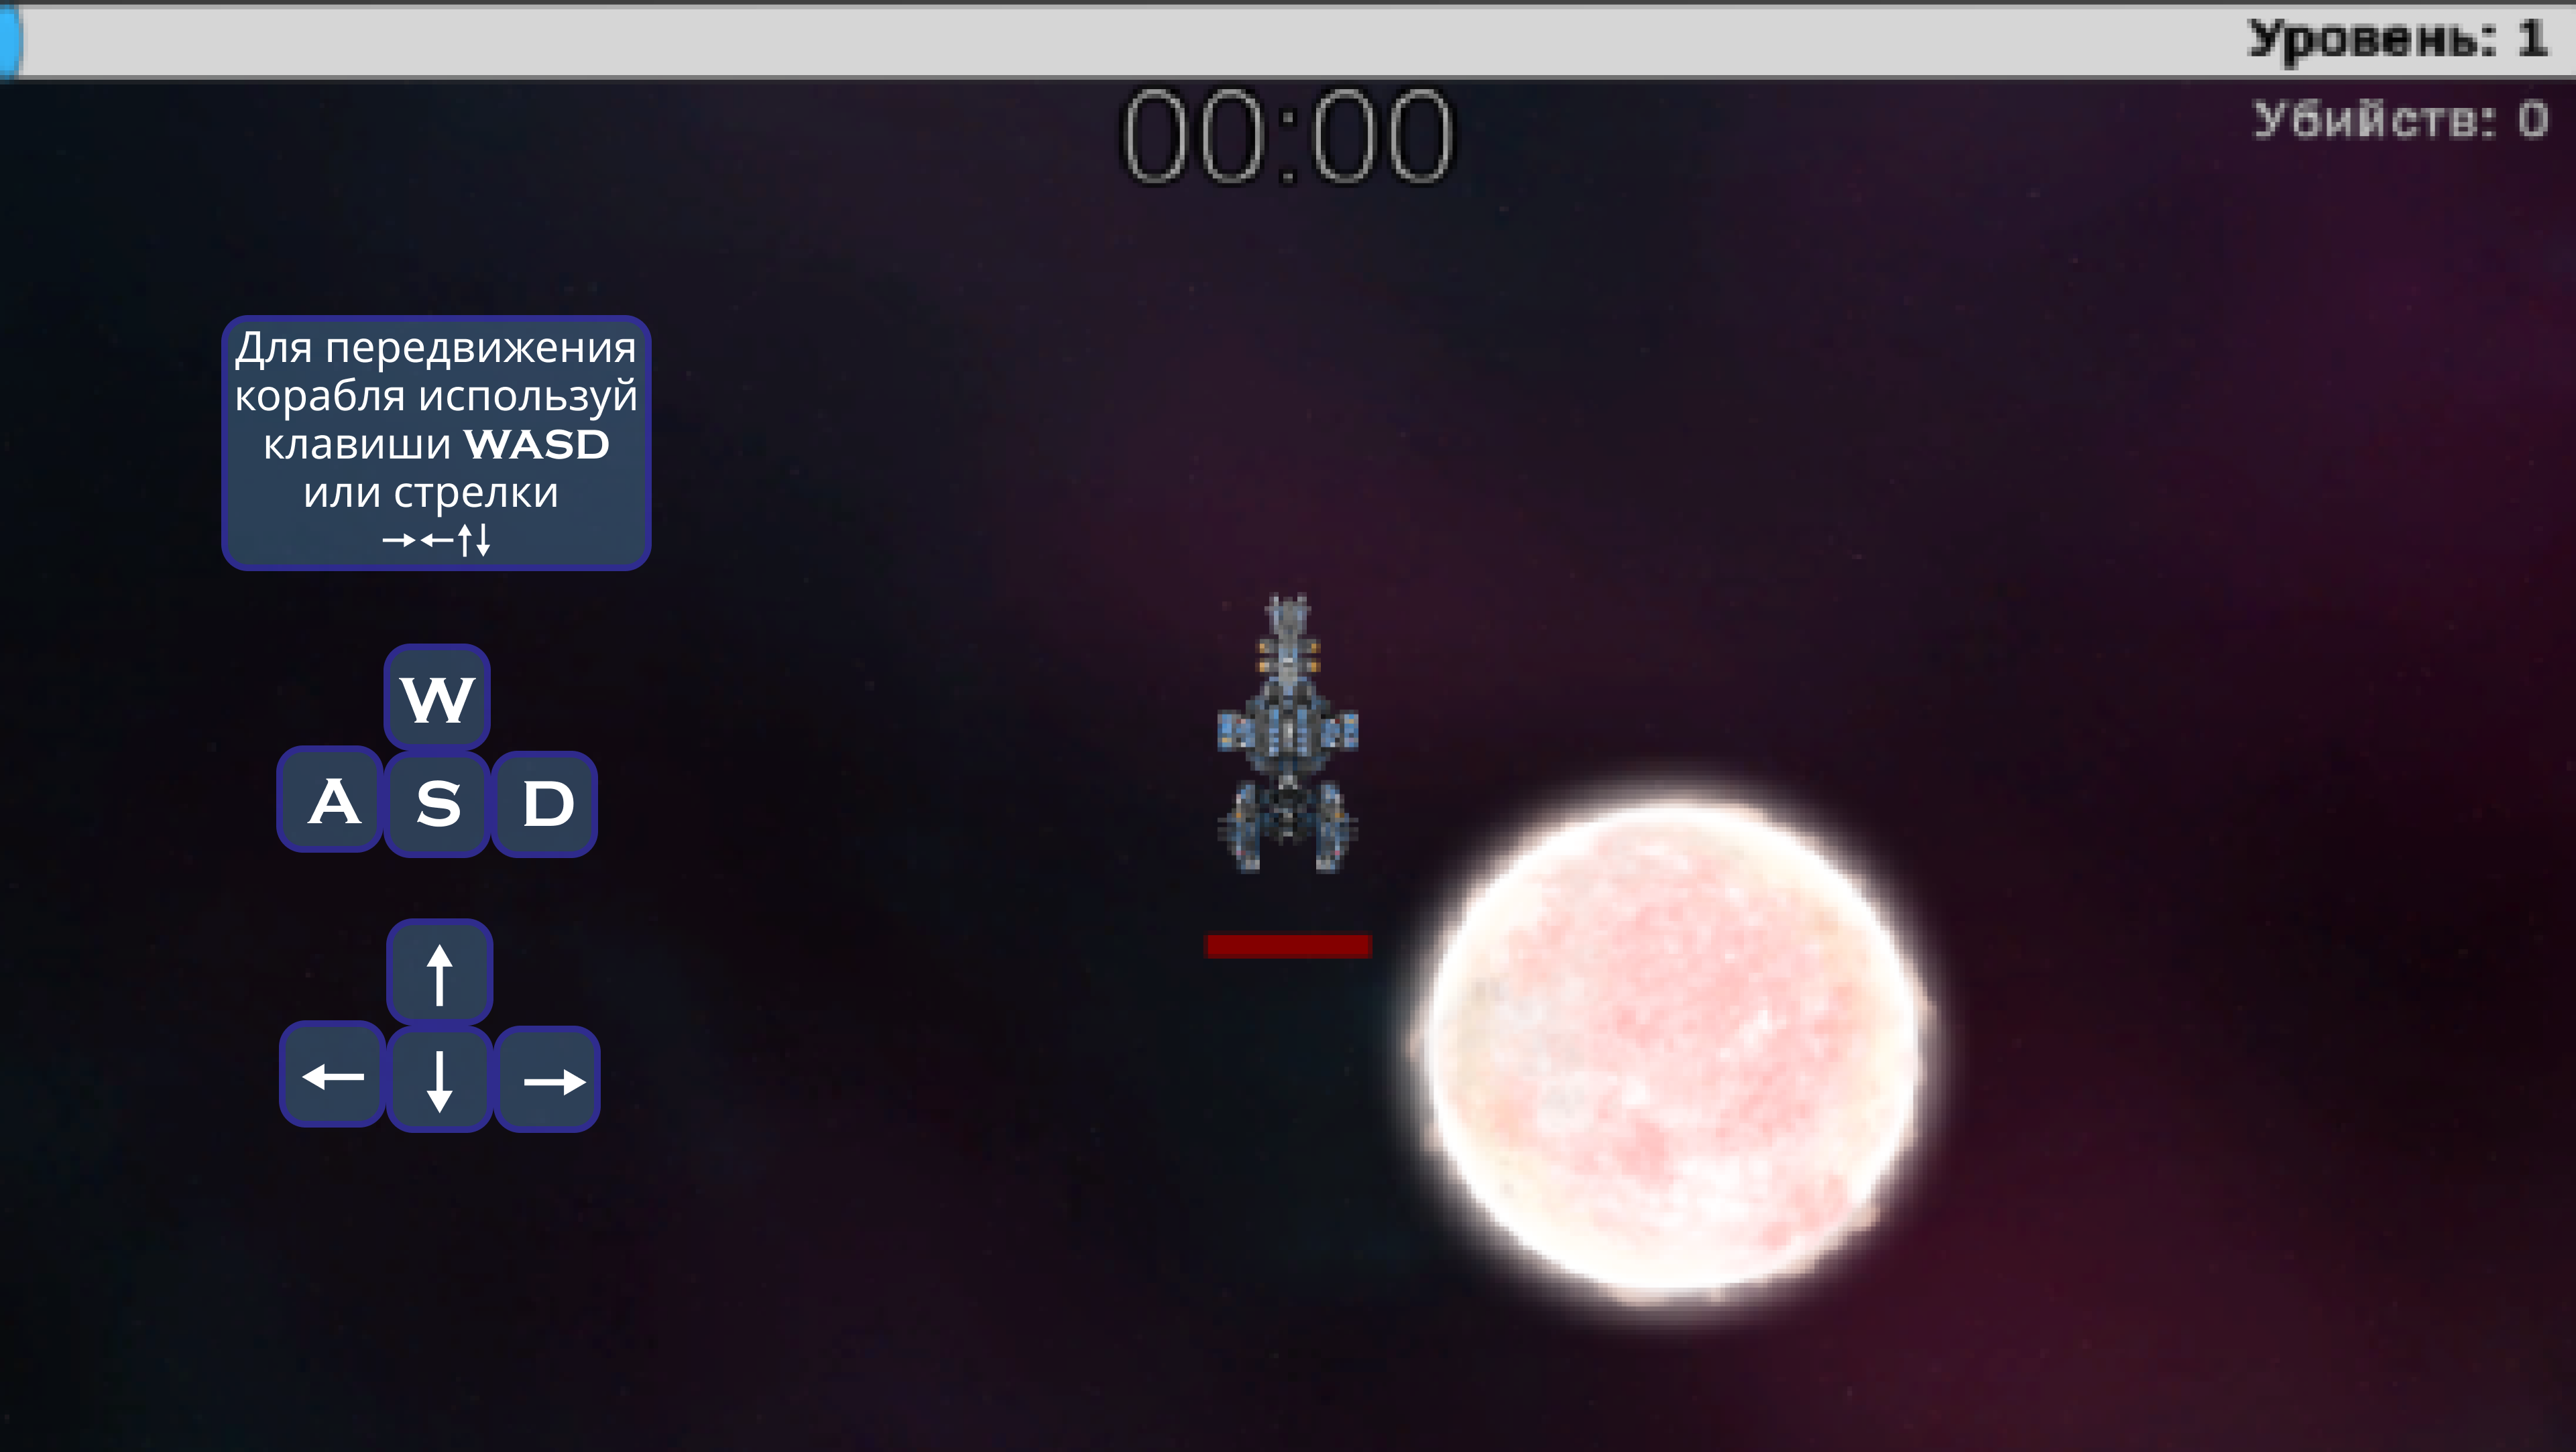 Уровень: 1
00:00
Убийств: 0
Для передвижения
корабля используй
клавиши WASD
или стрелки
→←↑↓
W
A S D
↑
← ↓ →